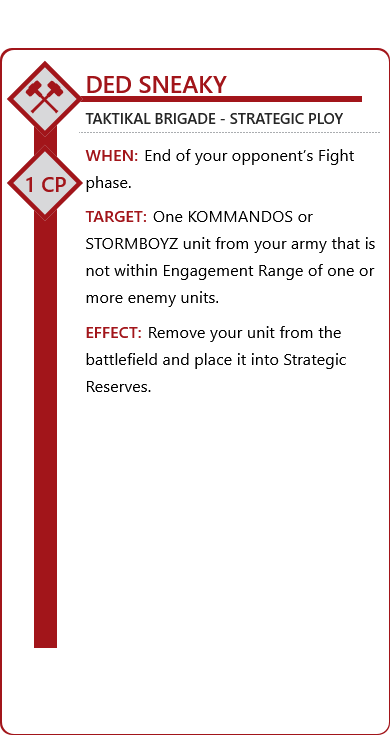 DED SNEAKY
TAKTIKAL BRIGADE - STRATEGIC PLOY
1 CP
WHEN: End of your opponent’s Fight
phase.
TARGET: One KOMMANDOS or
STORMBOYZ unit from your army that is
not within Engagement Range of one or
more enemy units.
EFFECT: Remove your unit from the
battlefield and place it into Strategic
Reserves.